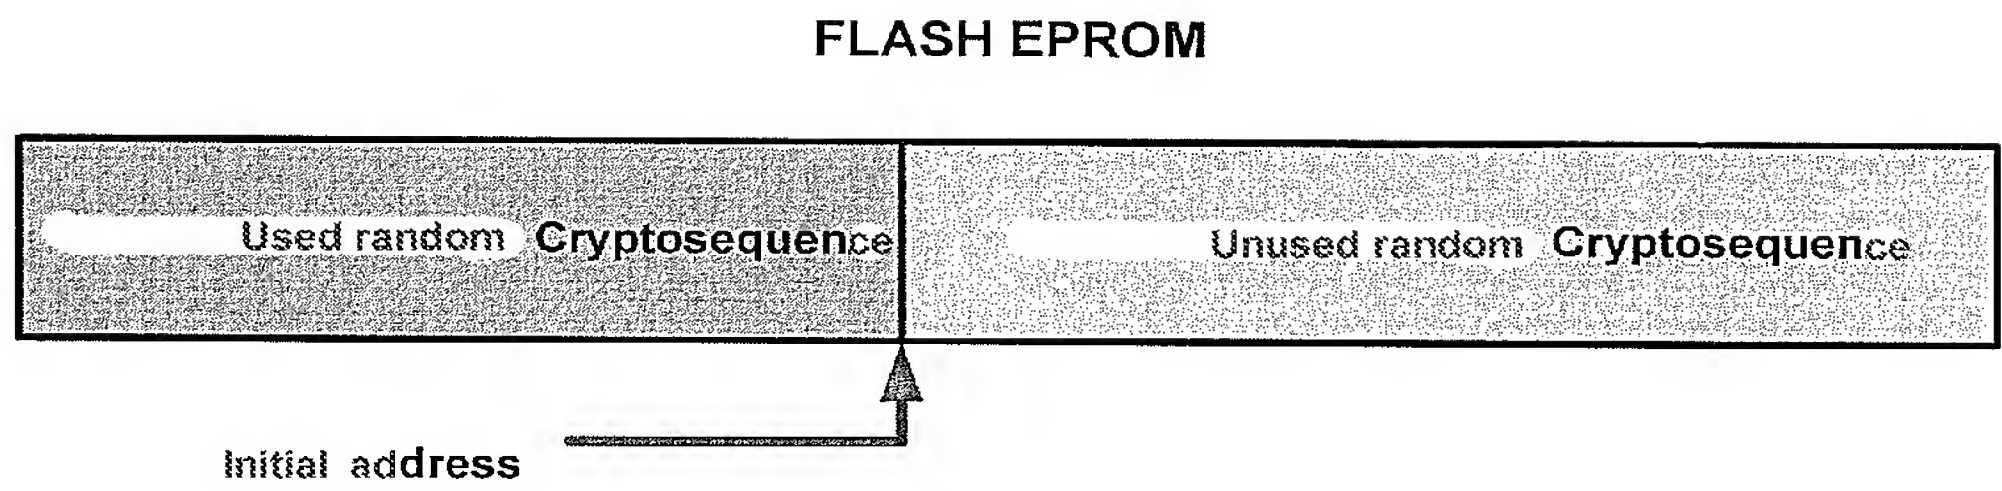 FLASH EPROM
Used random Cryptosequence
Unused random Cryptosequence
Initial address